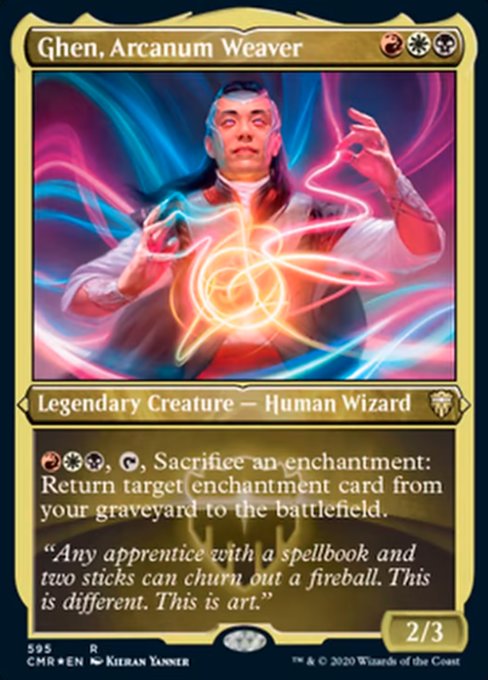 Ghen, Arcanum Weaver
Legendary Creature — Human Wizard
, , Sacrifice an enchantment:
Return target enchantment card from
your graveyard to the battlefield.
“Any apprentice with a spellbook and
two sticks can churn out a fireball. This
is different. This is art.”
2/3
595 R
CMR★EN Kieran Yanner
™ & © 2020 Wizards of the Coast